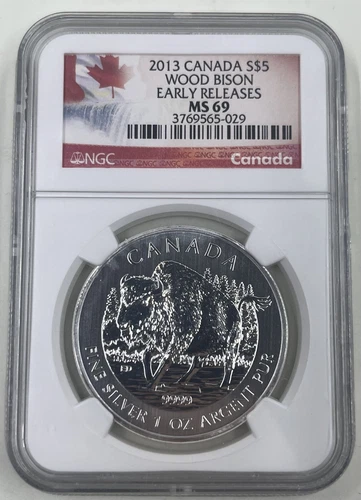 2013 CANADA S$5
WOOD BISON
EARLY RELEASES
MS 69
3769565-029
NGC
Canada
CANADA
ED
9999
FINE SILVER 1 OZ ARGENT PUR